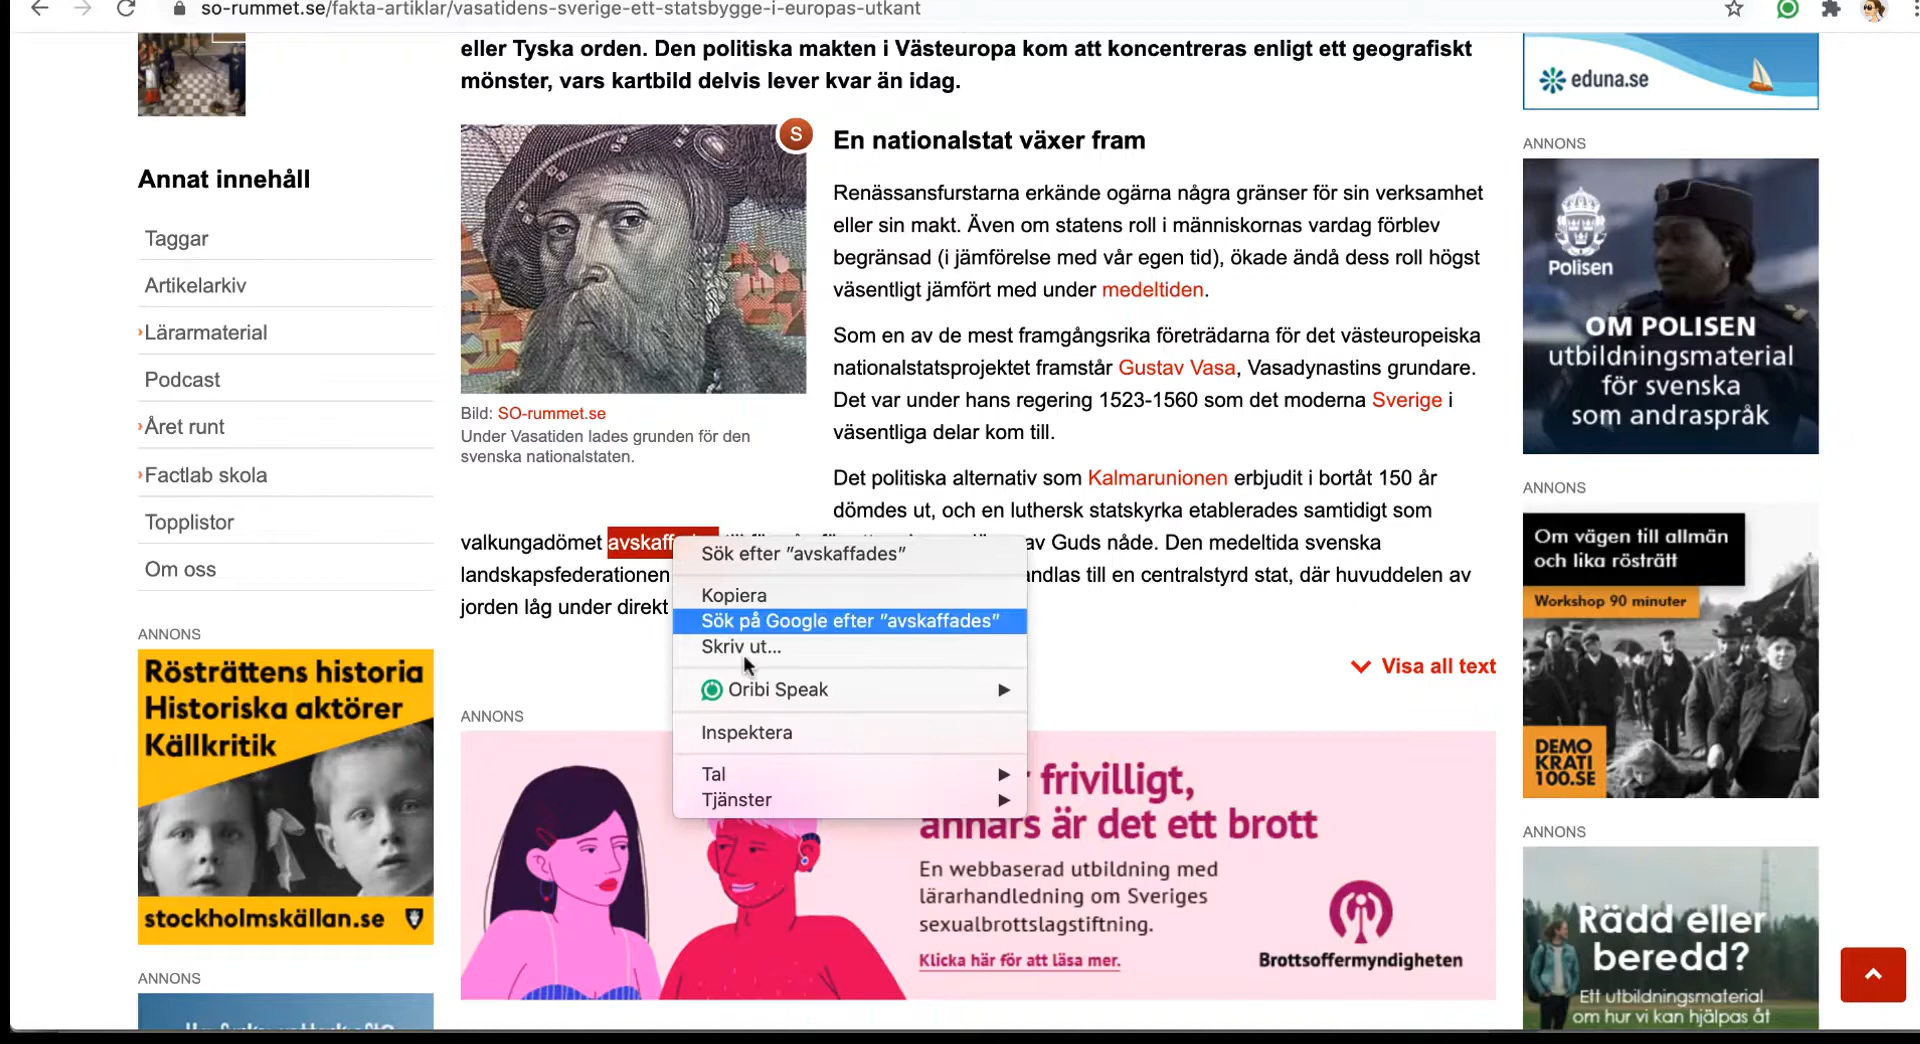 so-rummet.se/fakta-artiklar/vasatidens-sverige-ett-statsbygge-i-europas-utkant
Annat innehåll
Taggar
Artikelarkiv
Lärarmaterial
Podcast
Året runt
Factlab skola
Topplistor
Om oss
ANNONS
Rösträttens historia
Historiska aktörer
Källkritik
stockholmskällan.se
ANNONS
eller Tyska orden. Den politiska makten i Västeuropa kom att koncentreras enligt ett geografiskt
mönster, vars kartbild delvis lever kvar än idag.
S
Bild: SO-rummet.se
Under Vasatiden lades grunden för den
svenska nationalstaten.
En nationalstat växer fram
Renässansfurstarna erkände ogärna några gränser för sin verksamhet
eller sin makt. Även om statens roll i människornas vardag förblev
begränsad (i jämförelse med vår egen tid), ökade ändå dess roll högst
väsentligt jämfört med under medeltiden.
Som en av de mest framgångsrika företrädarna för det västeuropeiska
nationalstatsprojektet framstår Gustav Vasa, Vasadynastins grundare.
Det var under hans regering 1523-1560 som det moderna Sverige i
väsentliga delar kom till.
Det politiska alternativ som Kalmarunionen erbjudit i bortåt 150 år
dömdes ut, och en luthersk statskyrka etablerades samtidigt som
valkungadömet av Guds nåde. Den medeltida svenska
landskapsfederationen till en centralstyrd stat, där huvuddelen av
jorden låg under direkt
Sök efter ”avskaffades”
Kopiera
Sök på Google efter ”avskaffades”
Skriv ut...
Oribi Speak
Inspektera
Tal
Tjänster
Visa all text
ANNONS
frivilligt,
annars är det ett brott
En webbaserad utbildning med
lärarhandledning om Sveriges
sexualbrottslagstiftning.
Klicka här för att läsa mer.
Brottsoffermyndigheten
eduna.se
ANNONS
Polisen
OM POLISEN
utbildningsmaterial
för svenska
som andraspråk
ANNONS
Om vägen till allmän
och lika rösträtt
Workshop 90 minuter
DEMO
KRATI
100.SE
ANNONS
Rädd eller
beredd?
Ett utbildningsmaterial
om hur vi kan hjälpas åt